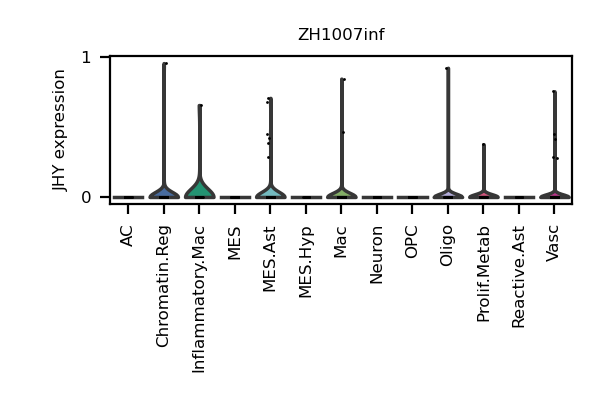 ZH1007inf
1
0
JHY expression
AC
Chromatin.Reg
Inflammatory.Mac
MES
MES.Ast
MES.Hyp
Mac
Neuron
OPC
Oligo
Prolif.Metab
Reactive.Ast
Vasc